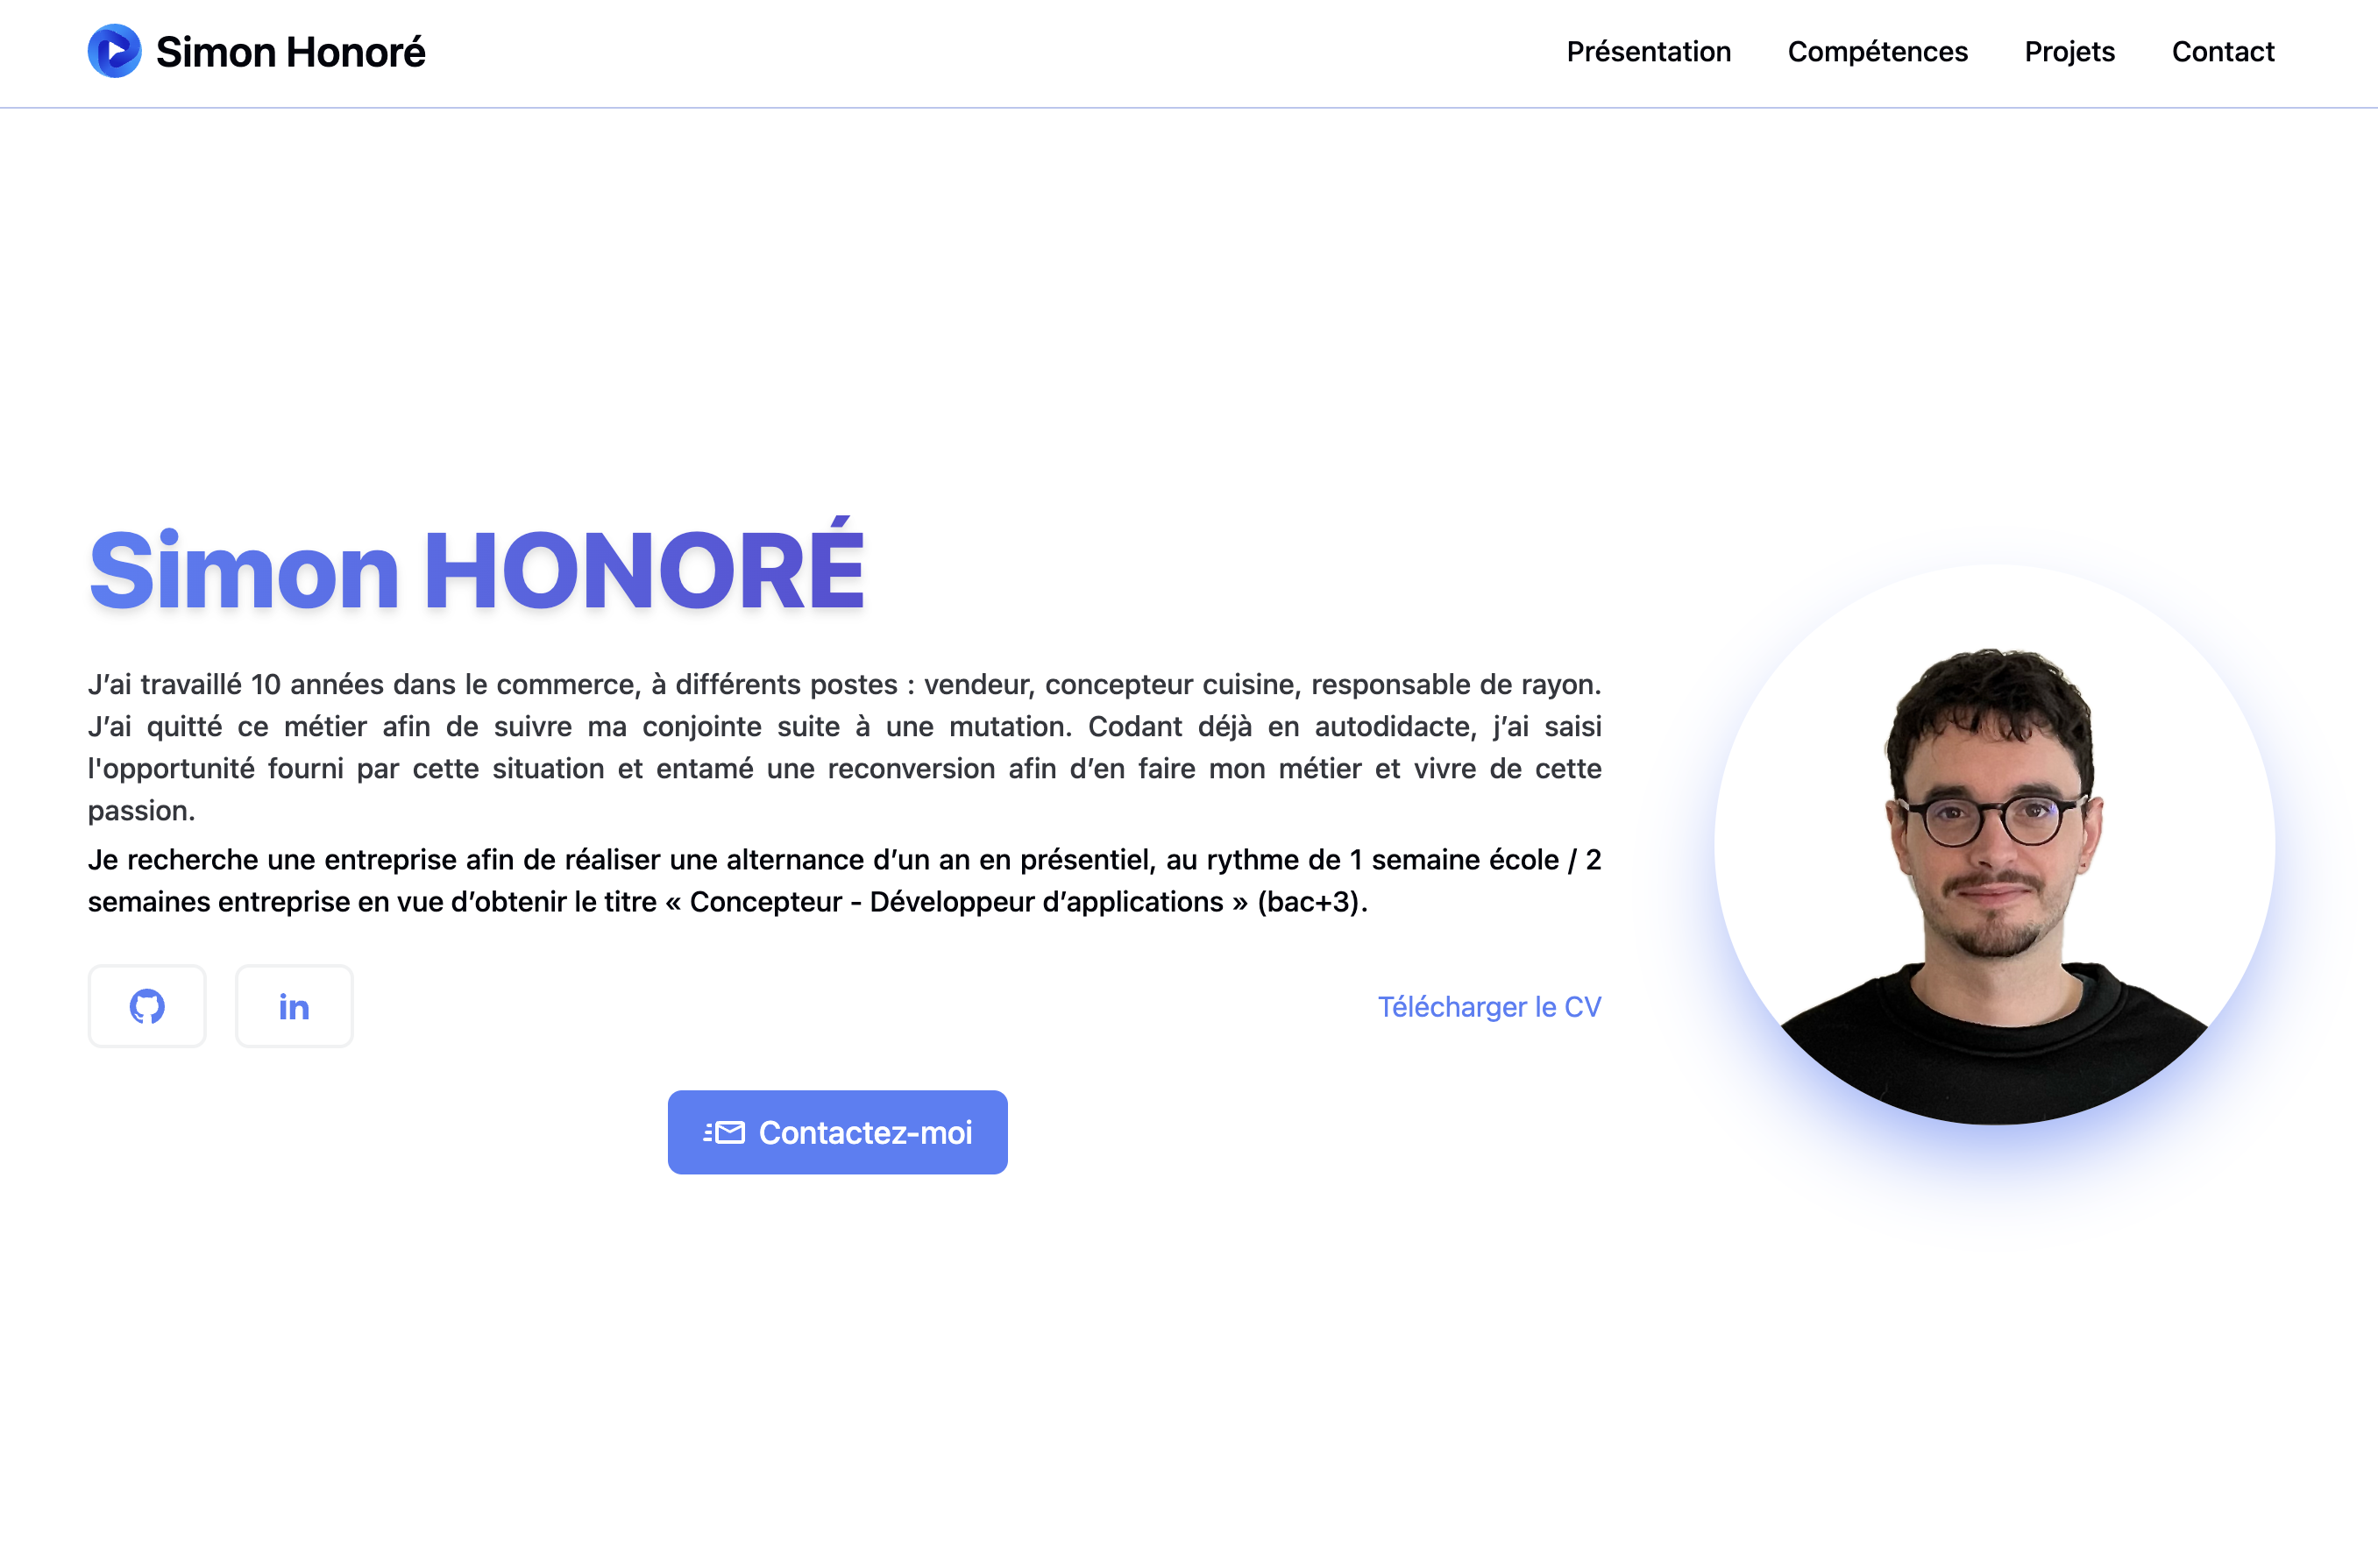 Simon Honoré
Présentation Compétences Projets Contact
Simon HONORÉ
J’ai travaillé 10 années dans le commerce, à différents postes : vendeur, concepteur cuisine, responsable de rayon.
J’ai quitté ce métier afin de suivre ma conjointe suite à une mutation. Codant déjà en autodidacte, j’ai saisi
l'opportunité fourni par cette situation et entamé une reconversion afin d’en faire mon métier et vivre de cette
passion.
Je recherche une entreprise afin de réaliser une alternance d’un an en présentiel, au rythme de 1 semaine école / 2
semaines entreprise en vue d’obtenir le titre « Concepteur - Développeur d’applications » (bac+3).
in
Télécharger le CV
Contactez-moi